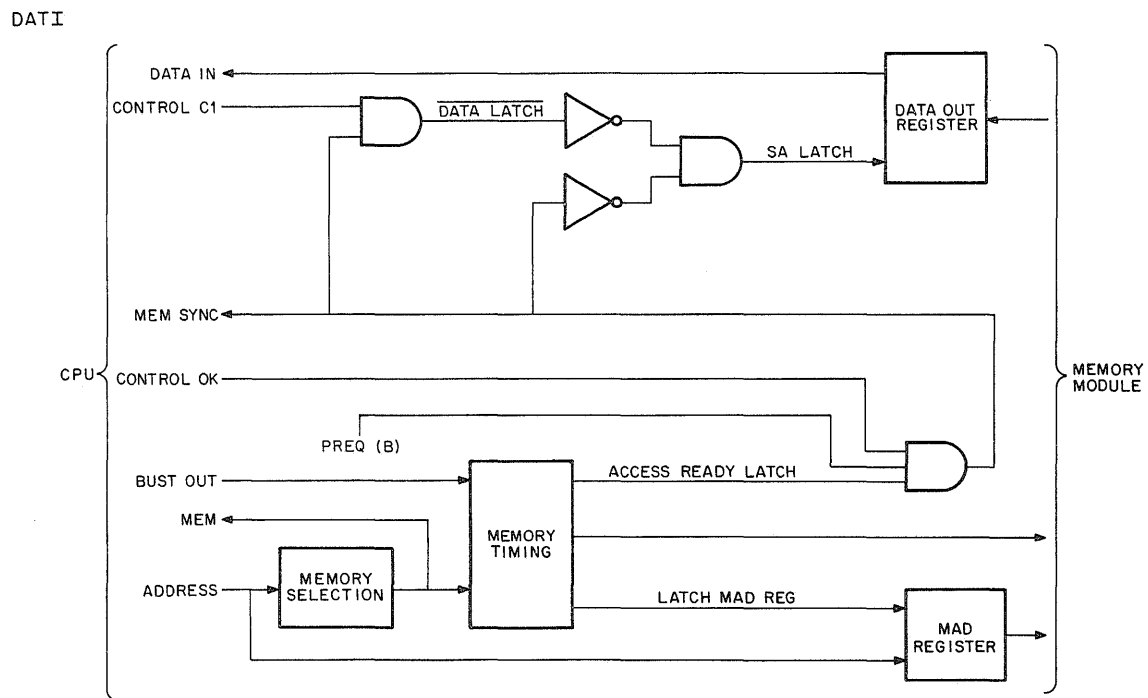 DATI
DATA IN
CONTROL C1
DATA LATCH
DATA OUT
REGISTER
SA LATCH
MEM SYNC
CPU
CONTROL OK
MEMORY
MODULE
PREQ (B)
BUST OUT
ACCESS READY LATCH
MEM
MEMORY
TIMING
ADDRESS
MEMORY
SELECTION
LATCH MAD REG
MAD
REGISTER